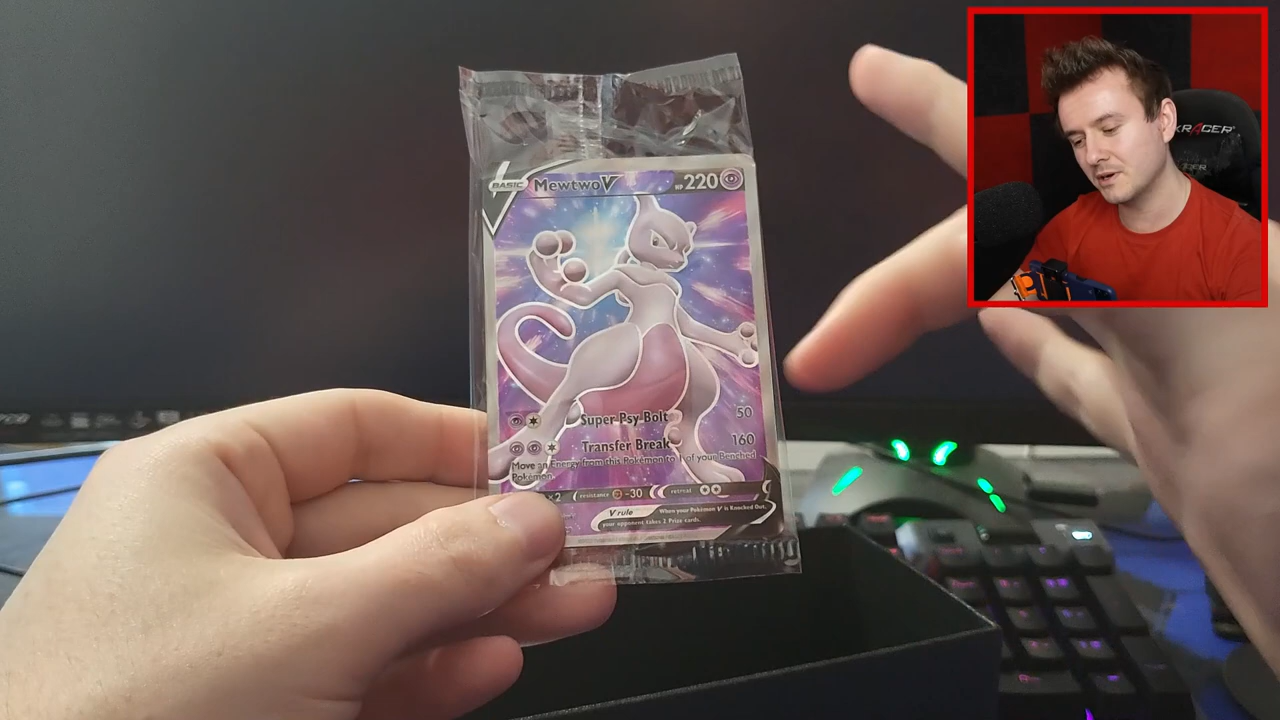 BASIC MewtwoV HP 220
Super Psy Bolt 50
Transfer Break 160
Move an Energy from this Pokémon to 1 of your Benched
Pokémon.
×2 resistance -30 retreat
V rule When your Pokémon V is Knocked Out,
your opponent takes 2 Prize cards.